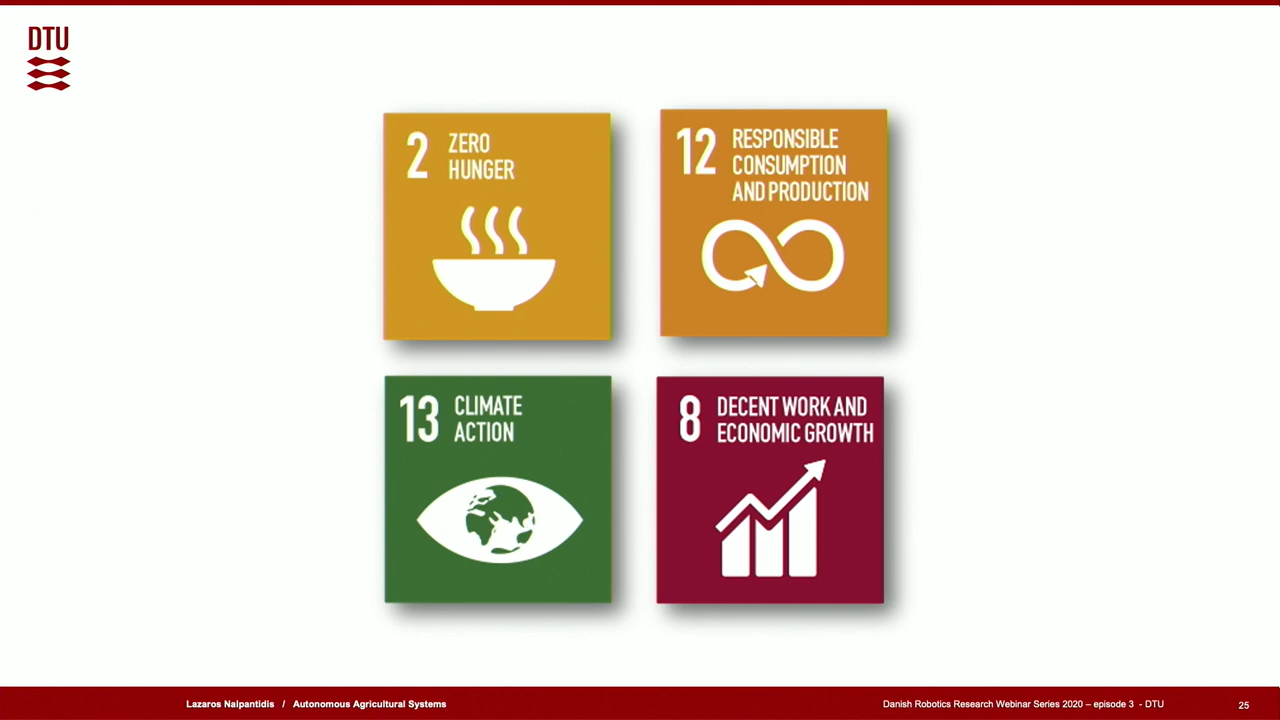 DTU
2 ZERO
HUNGER
12 RESPONSIBLE
CONSUMPTION
AND PRODUCTION
13 CLIMATE
ACTION
8 DECENT WORK AND
ECONOMIC GROWTH
Lazaros Nalpantidis / Autonomous Agricultural Systems
Danish Robotics Research Webinar Series 2020 – episode 3 - DTU
25